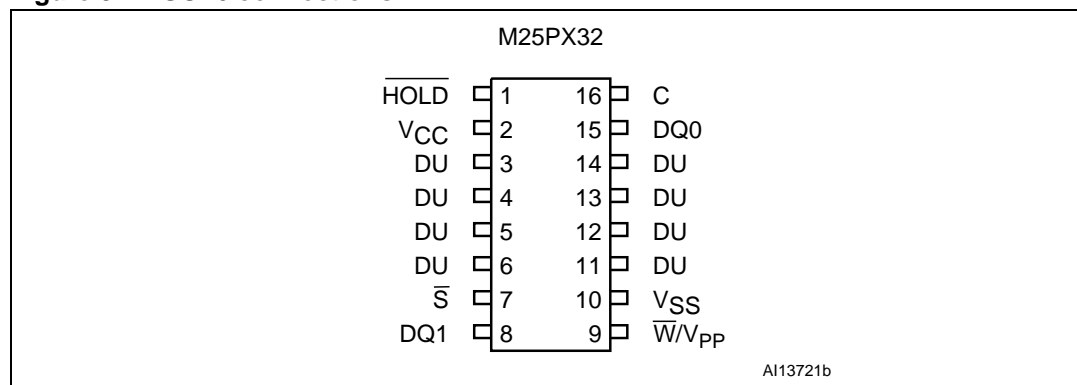 M25PX32
H̅O̅L̅D̅ 1 16 C
VCC 2 15 DQ0
DU 3 14 DU
DU 4 13 DU
DU 5 12 DU
DU 6 11 DU
S̅ 7 10 VSS
DQ1 8 9 W̅/VPP
AI13721b